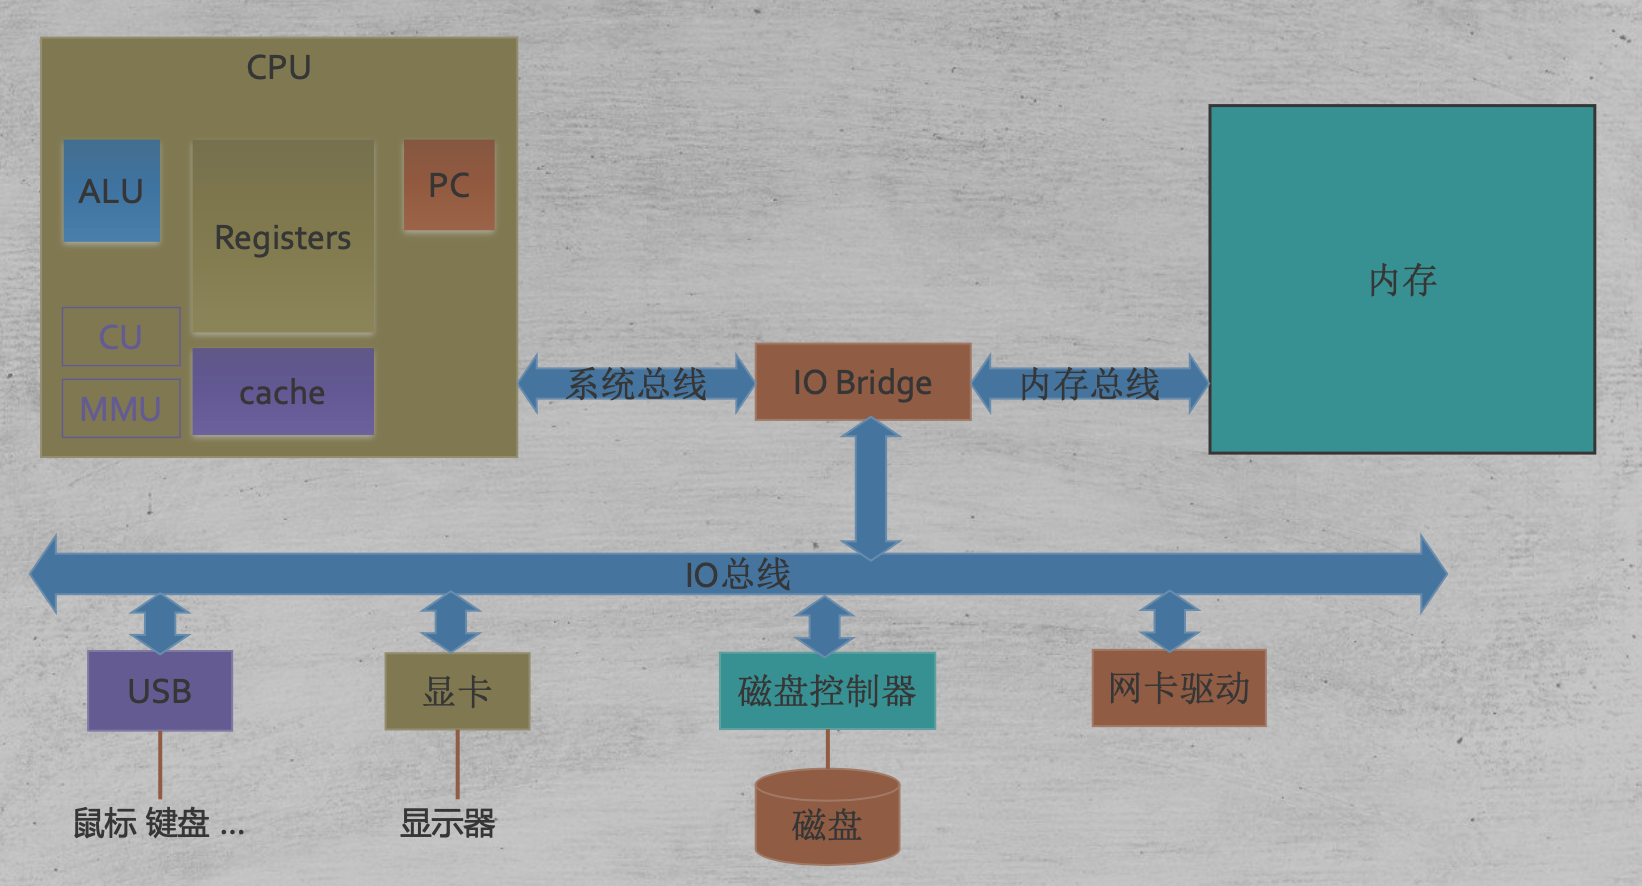 CPU
ALU
Registers
PC
CU
MMU
cache
系统总线
IO Bridge
内存总线
内存
IO总线
USB
显卡
磁盘控制器
网卡驱动
鼠标 键盘 ...
显示器
磁盘